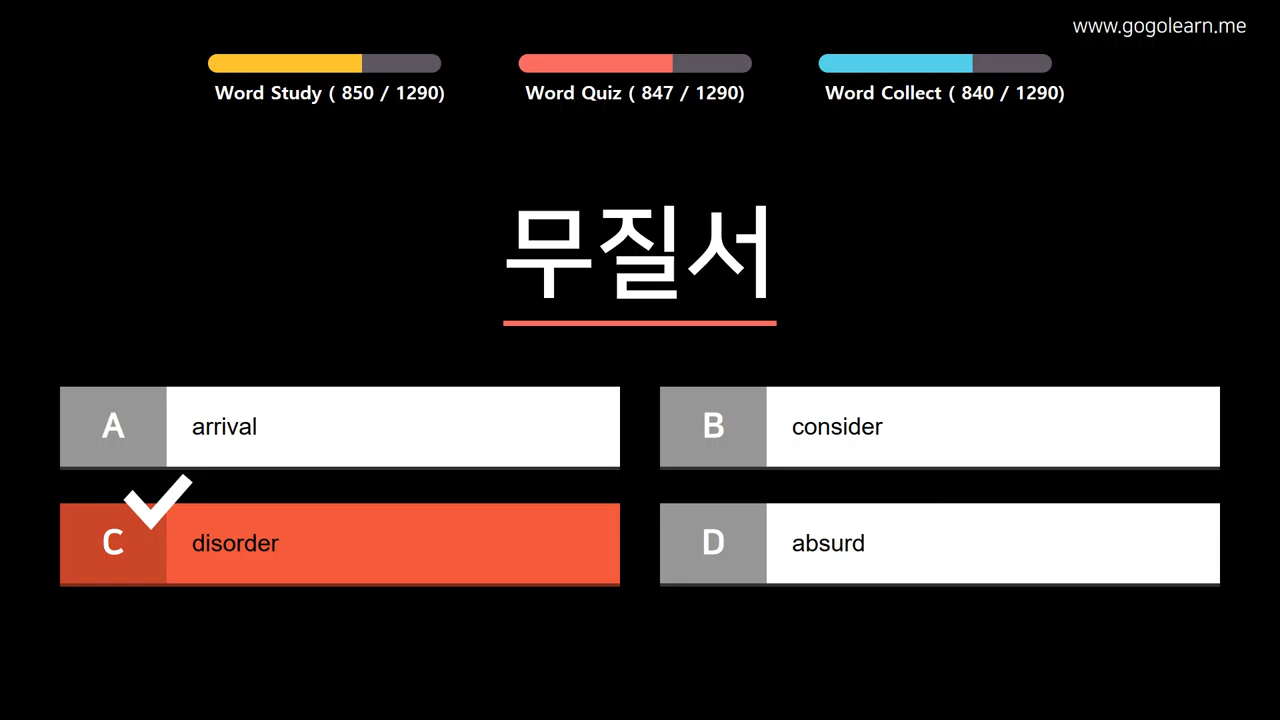 www.gogolearn.me
Word Study ( 850 / 1290)
Word Quiz ( 847 / 1290)
Word Collect ( 840 / 1290)
무질서
A arrival
B consider
C disorder
D absurd